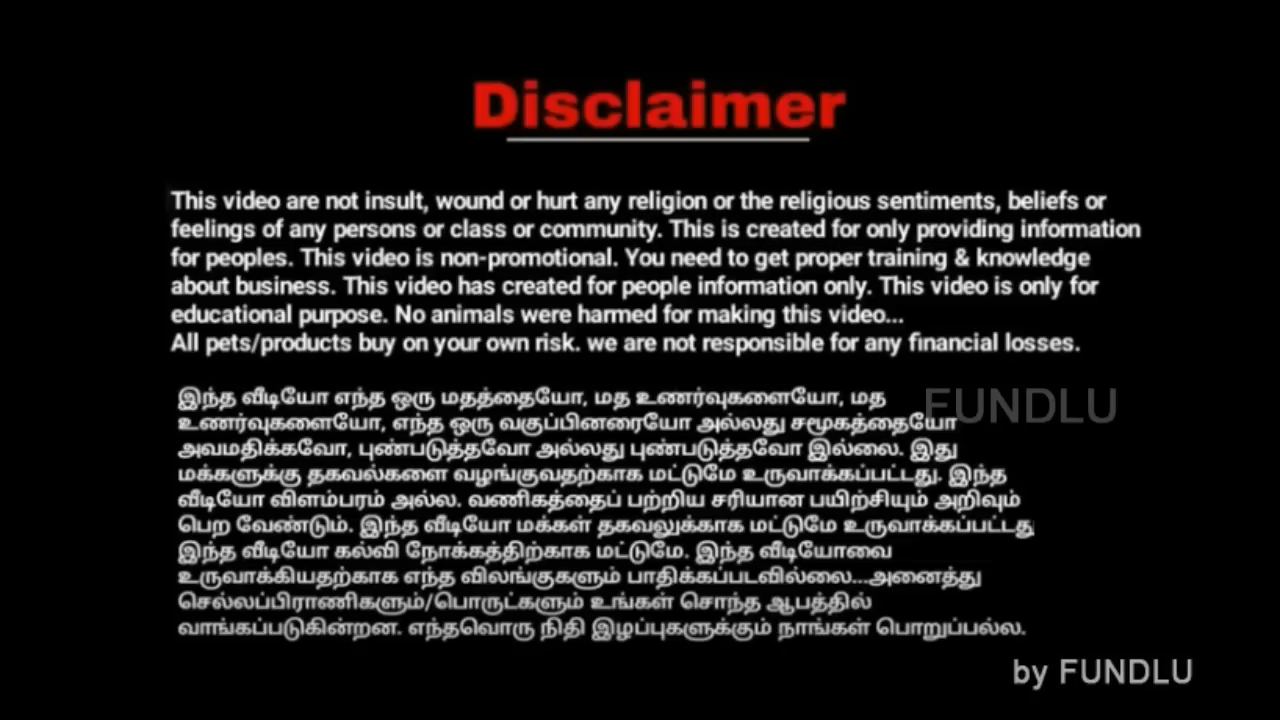 Disclaimer
This video are not insult, wound or hurt any religion or the religious sentiments, beliefs or
feelings of any persons or class or community. This is created for only providing information
for peoples. This video is non-promotional. You need to get proper training & knowledge
about business. This video has created for people information only. This video is only for
educational purpose. No animals were harmed for making this video...
All pets/products buy on your own risk. we are not responsible for any financial losses.
இந்த வீடியோ எந்த ஒரு மதத்தையோ, மத உணர்வுகளையோ, மத
உணர்வுகளையோ, எந்த ஒரு வகுப்பினரையோ அல்லது சமூகத்தையோ
FUNDLU
அவமதிக்கவோ, புண்படுத்தவோ அல்லது புண்படுத்தவோ இல்லை. இது
மக்களுக்கு தகவல்களை வழங்குவதற்காக மட்டுமே உருவாக்கப்பட்டது. இந்த
வீடியோ விளம்பரம் அல்ல. வணிகத்தைப் பற்றிய சரியான பயிற்சியும் அறிவும்
பெற வேண்டும். இந்த வீடியோ மக்கள் தகவலுக்காக மட்டுமே உருவாக்கப்பட்டது
இந்த வீடியோ கல்வி நோக்கத்திற்காக மட்டுமே. இந்த வீடியோவை
உருவாக்கியதற்காக எந்த விலங்குகளும் பாதிக்கப்படவில்லை...அனைத்து
செல்லப்பிராணிகளும்/பொருட்களும் உங்கள் சொந்த ஆபத்தில்
வாங்கப்படுகின்றன. எந்தவொரு நிதி இழப்புகளுக்கும் நாங்கள் பொறுப்பல்ல.
by FUNDLU